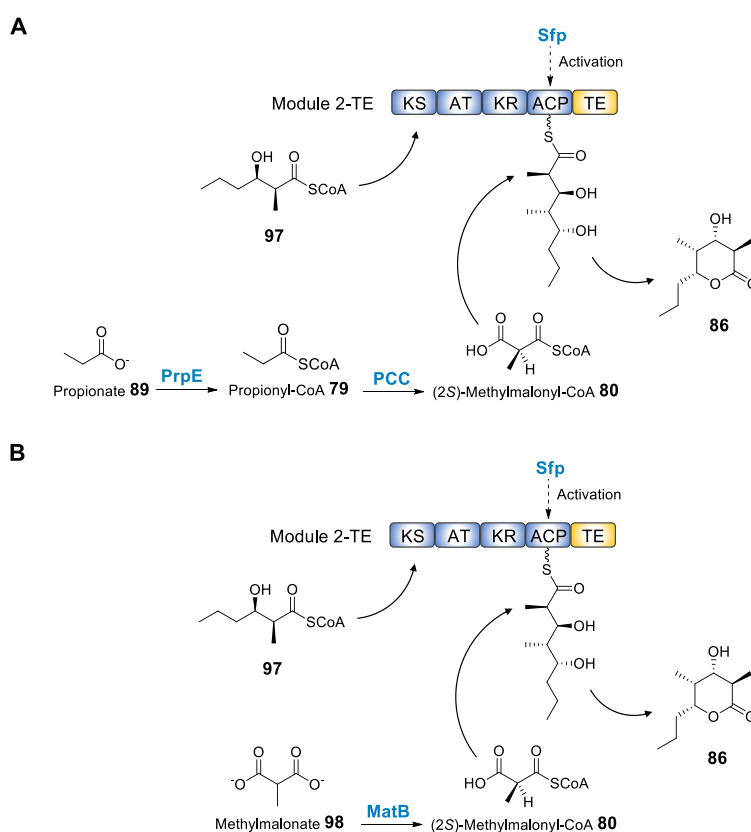 A
Sfp
Activation
Module 2-TE
KS AT KR ACP TE
S
O
OH O
SCoA
97
OH
OH
OH
O O
86
O O
HO SCoA
H
O
O-
O
SCoA
Propionate 89
PrpE
Propionyl-CoA 79
PCC
(2S)-Methylmalonyl-CoA 80
B
Sfp
Activation
Module 2-TE
KS AT KR ACP TE
S
O
OH O
SCoA
97
OH
OH
OH
O O
86
O O
-O O-
O O
HO SCoA
H
Methylmalonate 98
MatB
(2S)-Methylmalonyl-CoA 80